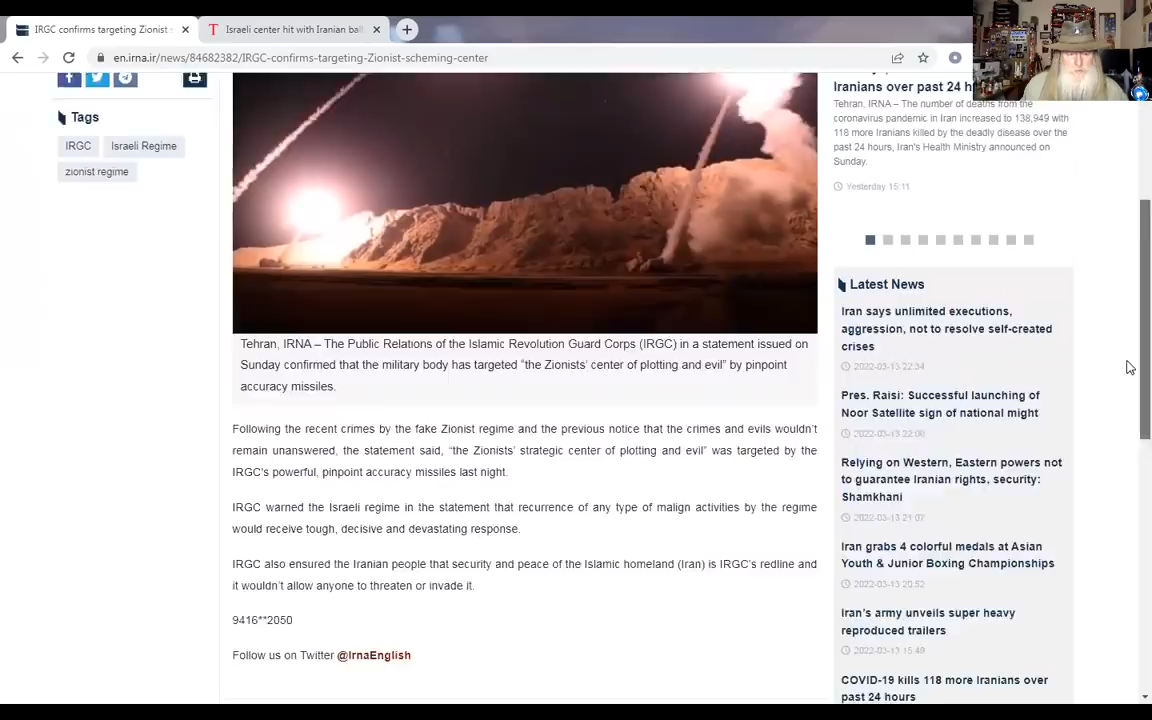 IRGC confirms targeting Zionist s
Israeli center hit with Iranian ball
en.irna.ir/news/84682382/IRGC-confirms-targeting-Zionist-scheming-center
Tags
IRGC
Israeli Regime
zionist regime
Tehran, IRNA – The Public Relations of the Islamic Revolution Guard Corps (IRGC) in a statement issued on
Sunday confirmed that the military body has targeted “the Zionists’ center of plotting and evil” by pinpoint
accuracy missiles.
Following the recent crimes by the fake Zionist regime and the previous notice that the crimes and evils wouldn’t
remain unanswered, the statement said, “the Zionists’ strategic center of plotting and evil” was targeted by the
IRGC's powerful, pinpoint accuracy missiles last night.
IRGC warned the Israeli regime in the statement that recurrence of any type of malign activities by the regime
would receive tough, decisive and devastating response.
IRGC also ensured the Iranian people that security and peace of the Islamic homeland (Iran) is IRGC’s redline and
it wouldn’t allow anyone to threaten or invade it.
9416**2050
Follow us on Twitter @IrnaEnglish
Iranians over past 24 h
Tehran, IRNA – The number of deaths from the
coronavirus pandemic in Iran increased to 138,949 with
118 more Iranians killed by the deadly disease over the
past 24 hours, Iran's Health Ministry announced on
Sunday.
Yesterday 15:11
Latest News
Iran says unlimited executions,
aggression, not to resolve self-created
crises
2022-03-13 22:34
Pres. Raisi: Successful launching of
Noor Satellite sign of national might
2022-03-13 22:06
Relying on Western, Eastern powers not
to guarantee Iranian rights, security:
Shamkhani
2022-03-13 21:07
Iran grabs 4 colorful medals at Asian
Youth & Junior Boxing Championships
2022-03-13 20:52
Iran’s army unveils super heavy
reproduced trailers
2022-03-13 15:49
COVID-19 kills 118 more Iranians over
past 24 hours